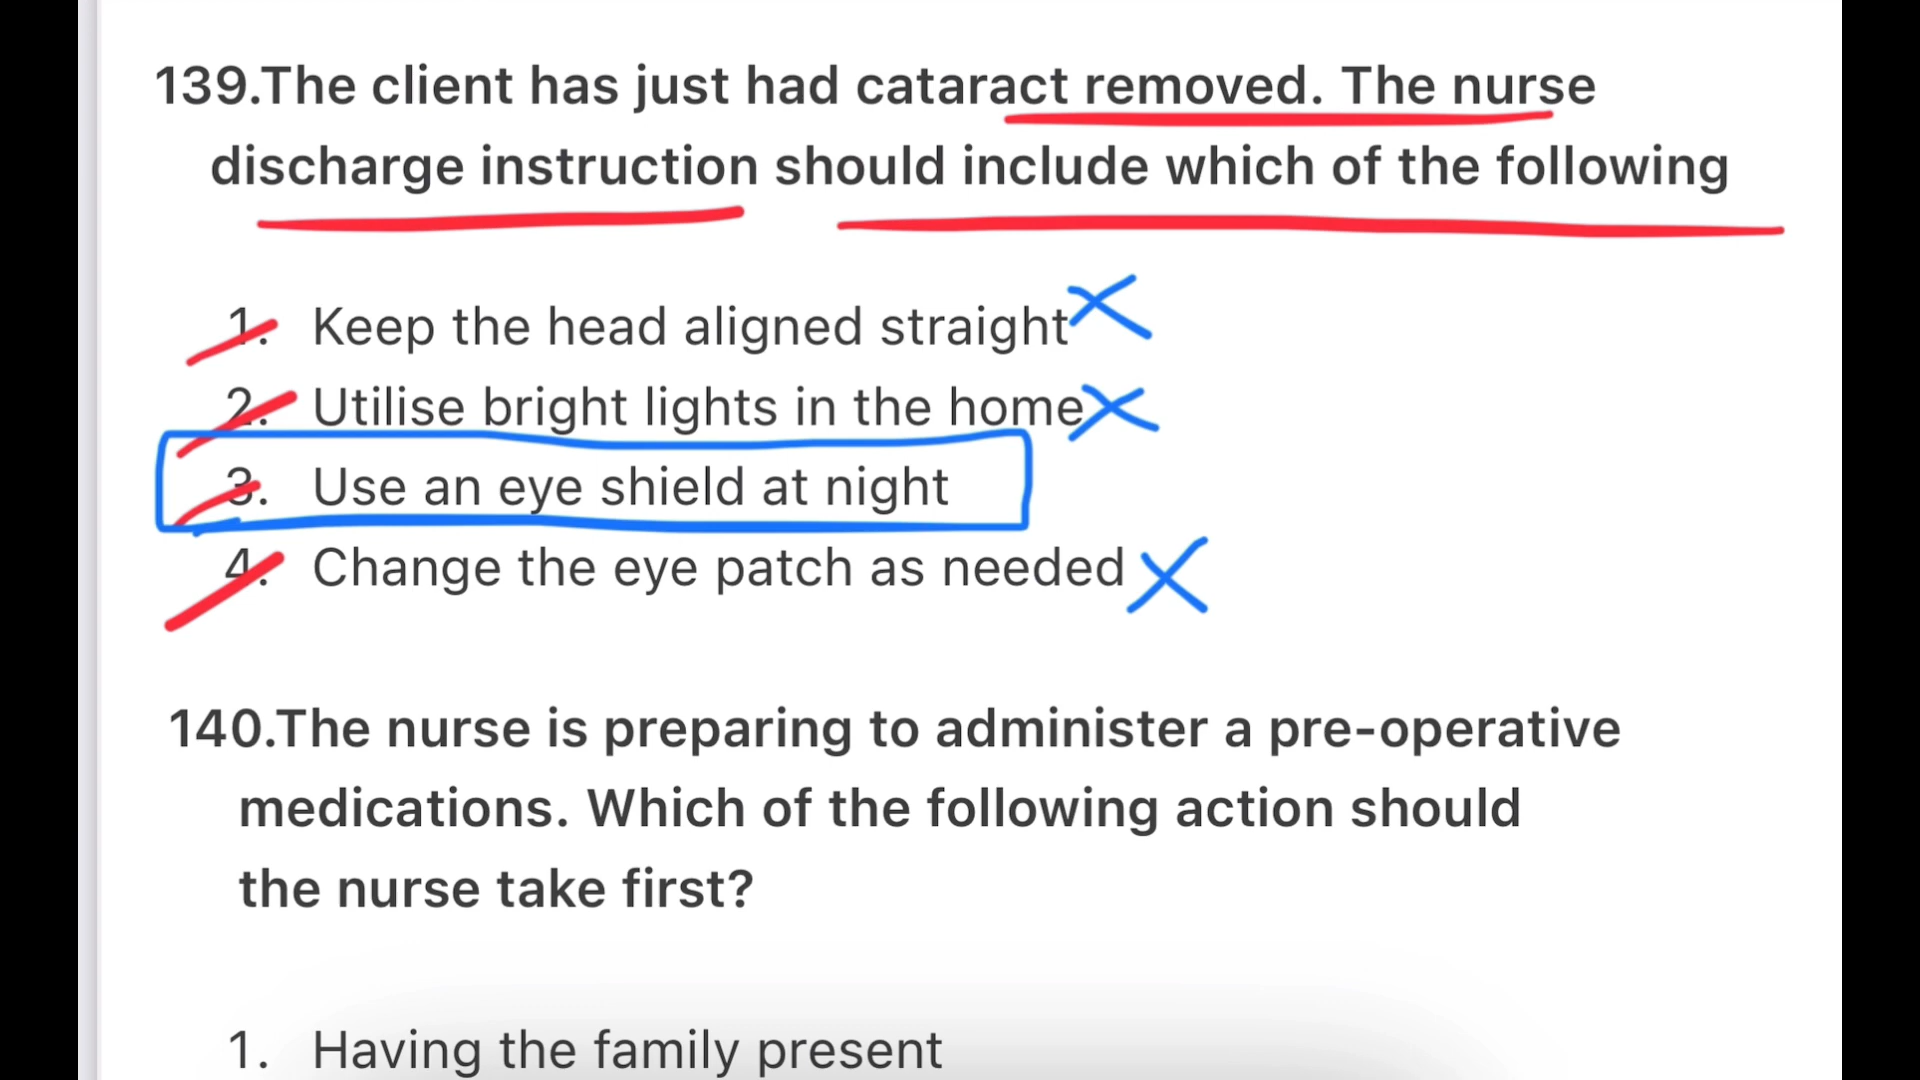 139.The client has just had cataract removed. The nurse
discharge instruction should include which of the following
1. Keep the head aligned straight
2. Utilise bright lights in the home
3. Use an eye shield at night
4. Change the eye patch as needed
140.The nurse is preparing to administer a pre-operative
medications. Which of the following action should
the nurse take first?
1. Having the family present